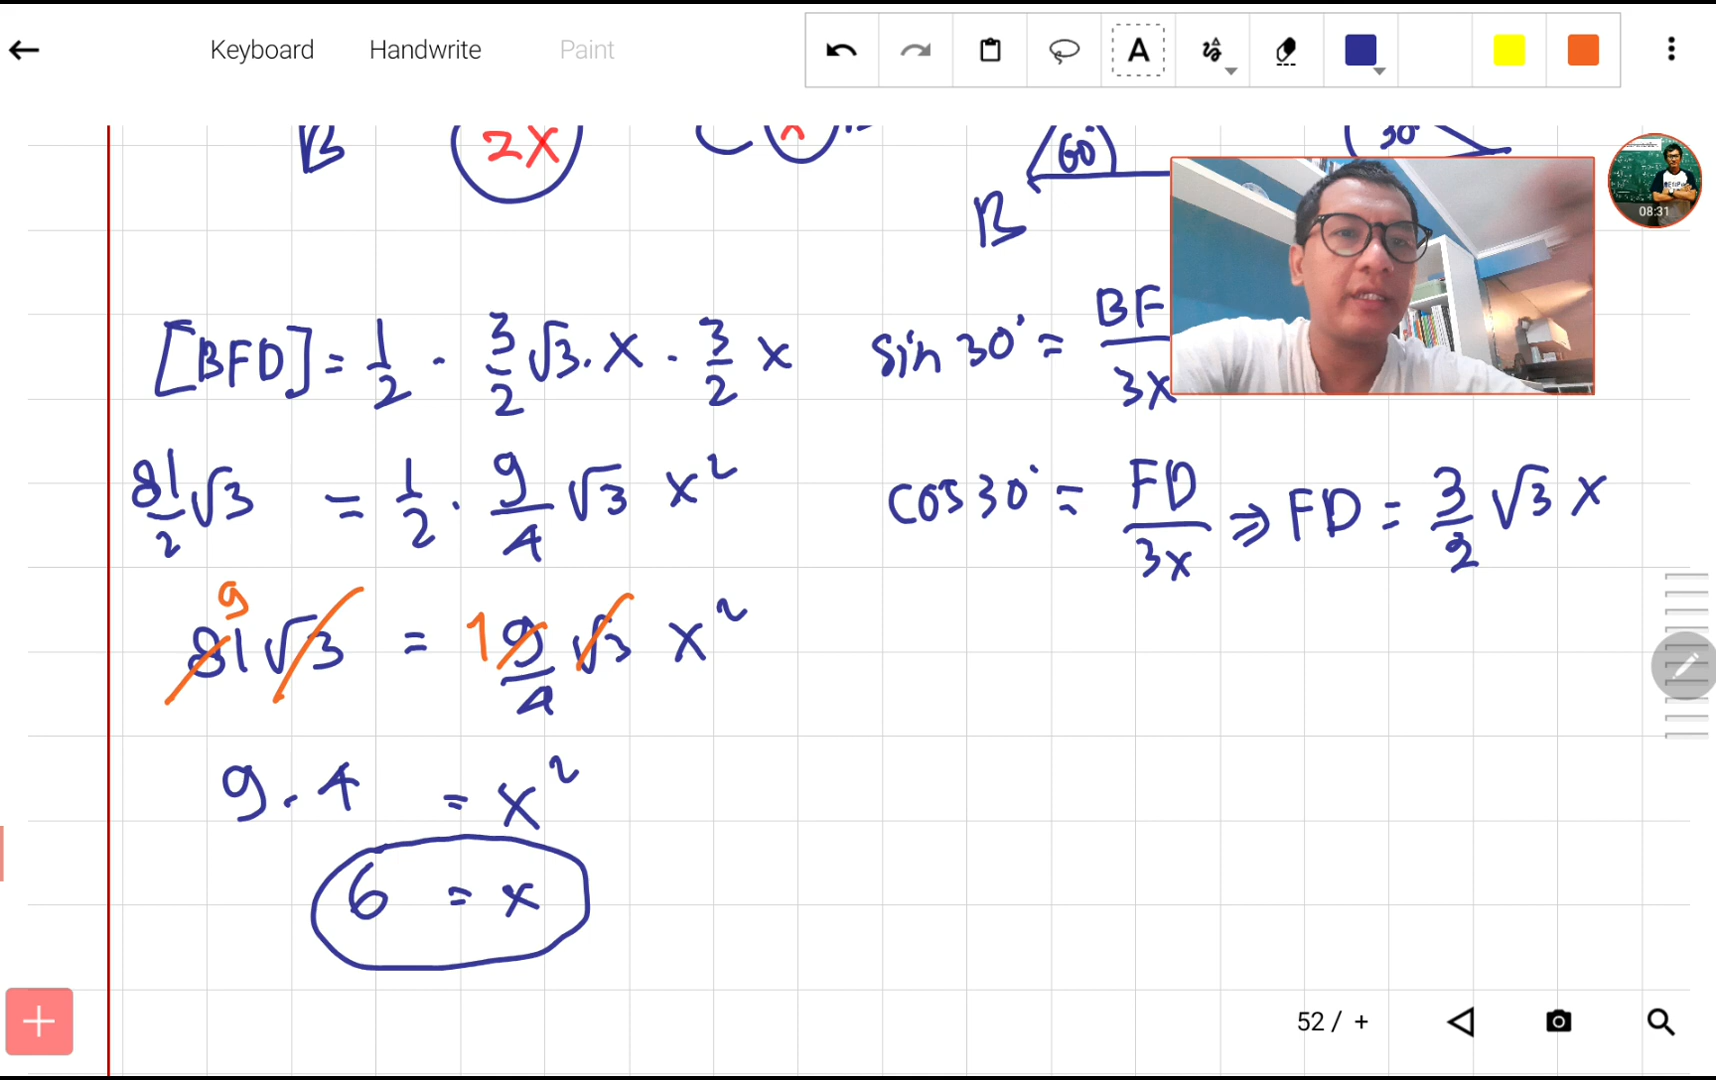 Keyboard Handwrite Paint A
B 2X x 60° 30°
08:31
B
[BFD] = 1/2 · 3/2 √3 . x . 3/2 x sin 30° = BF/3x
81/2 √3 = 1/2 . 9/4 √3 x² cos 30° = FD/3x ⇒ FD = 3/2 √3 x
9
81 √3 = 1 9/4 √3 x²
9 . 4 = x²
6 = x
52 / +